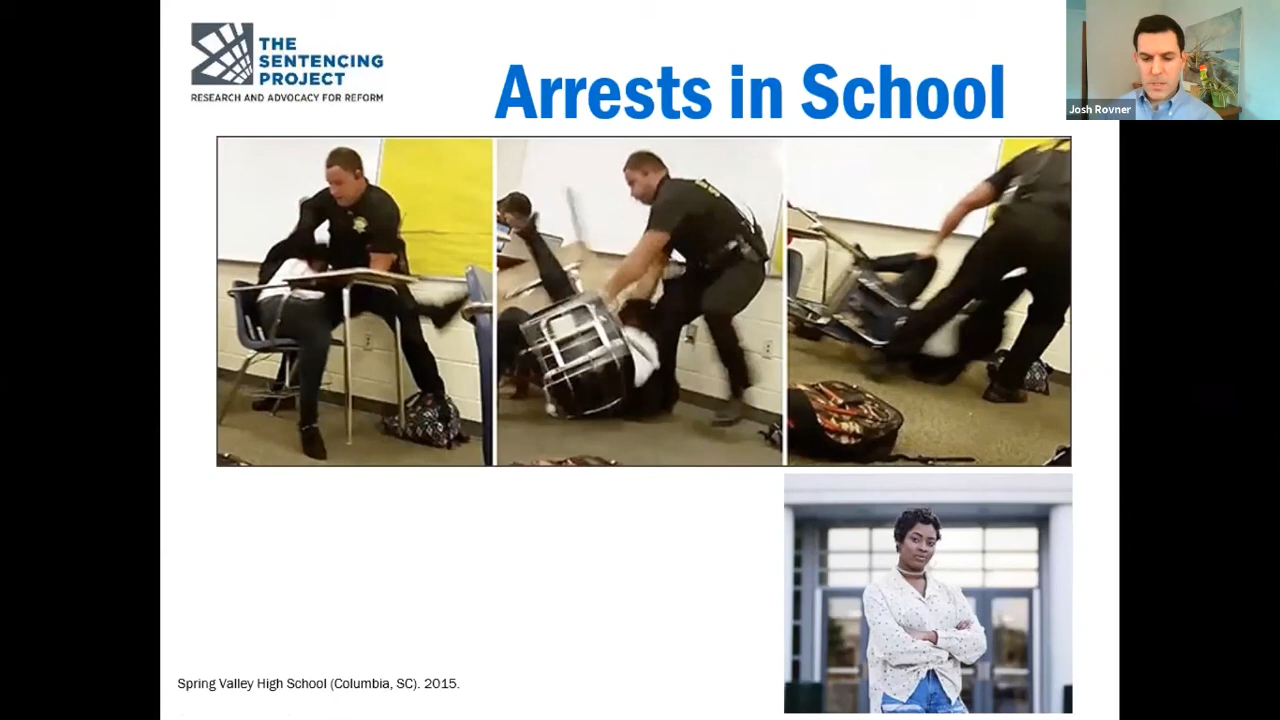 THE
SENTENCING
PROJECT
RESEARCH AND ADVOCACY FOR REFORM
Arrests in School
Josh Rovner
Spring Valley High School (Columbia, SC). 2015.